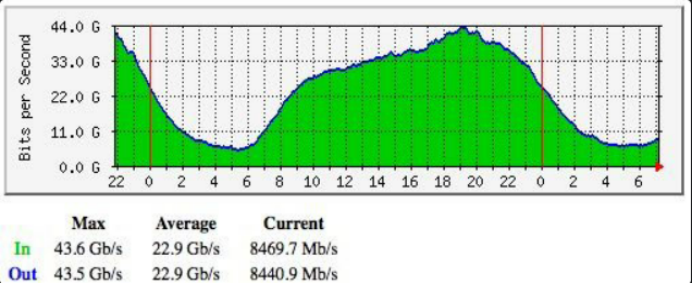 Bits per Second
44.0 G
33.0 G
22.0 G
11.0 G
0.0 G
22 0 2 4 6 8 10 12 14 16 18 20 22 0 2 4 6
Max Average Current
In 43.6 Gb/s 22.9 Gb/s 8469.7 Mb/s
Out 43.5 Gb/s 22.9 Gb/s 8440.9 Mb/s